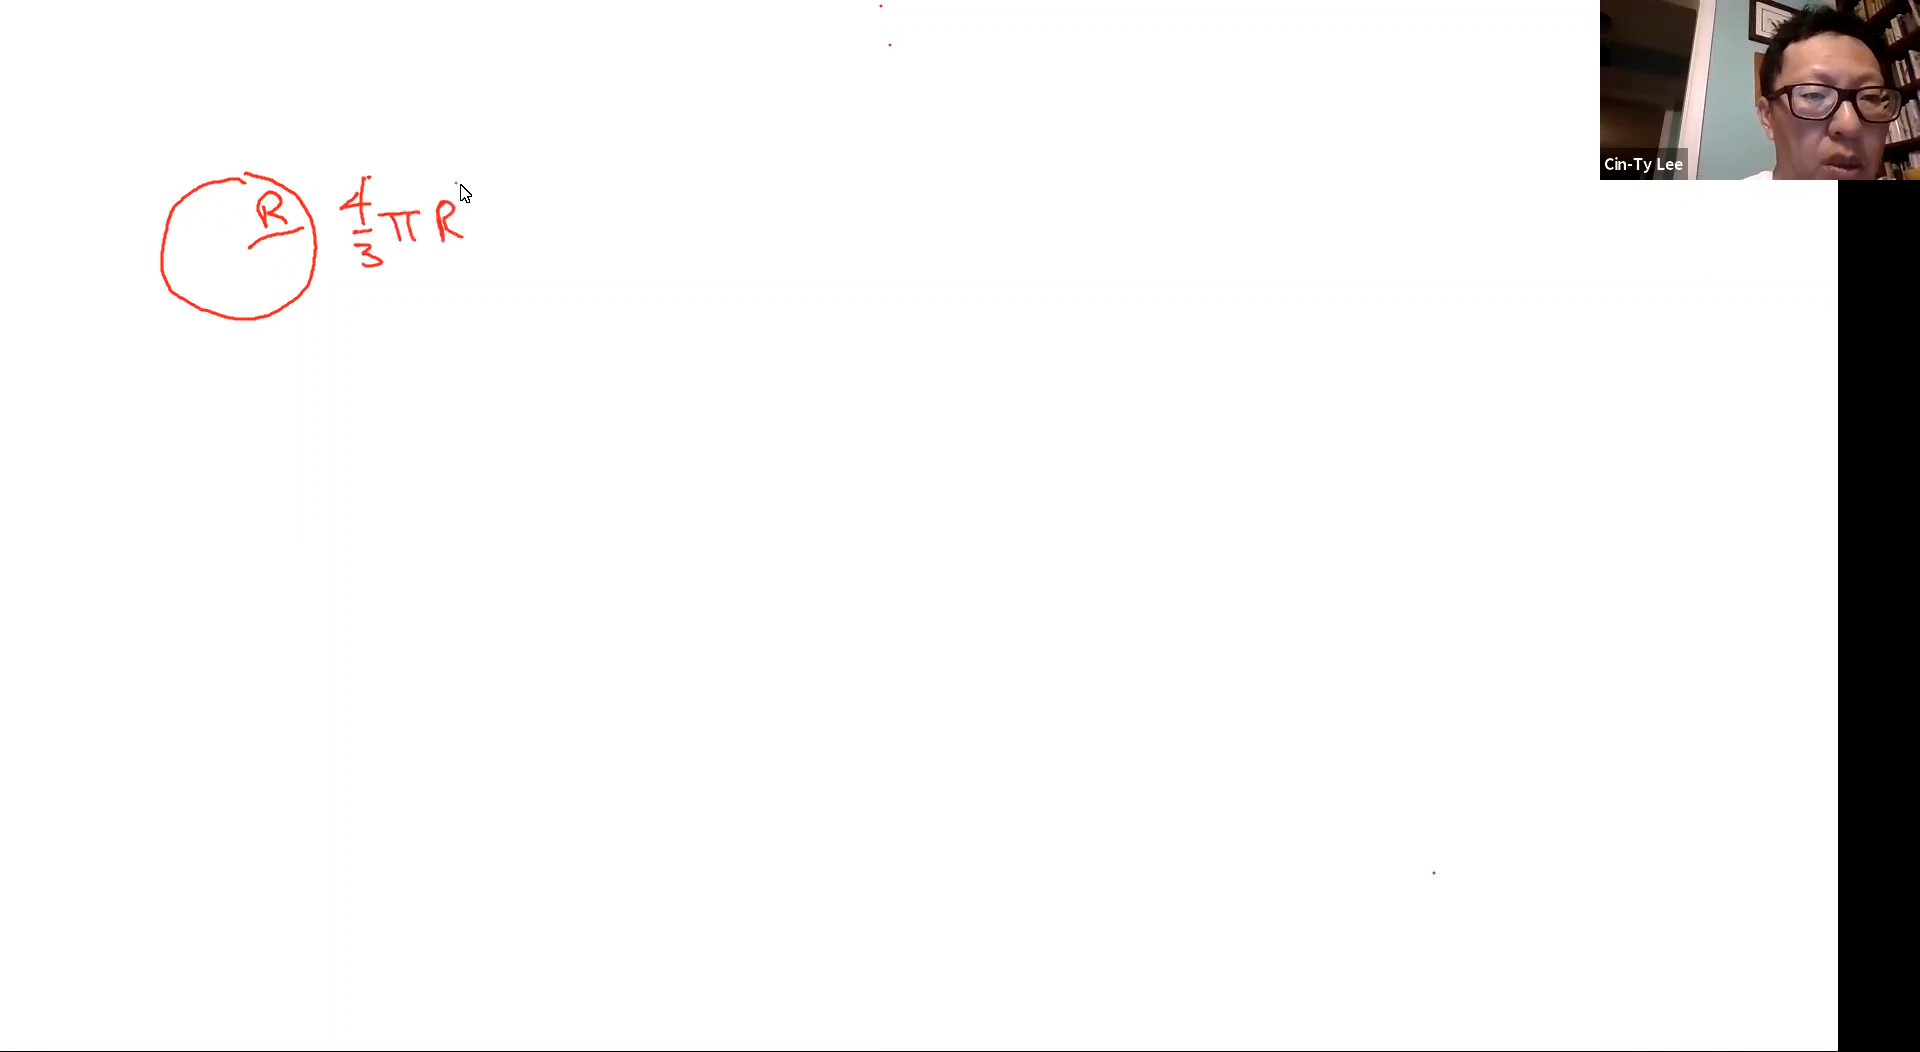 Cin-Ty Lee
R
4/3 π R